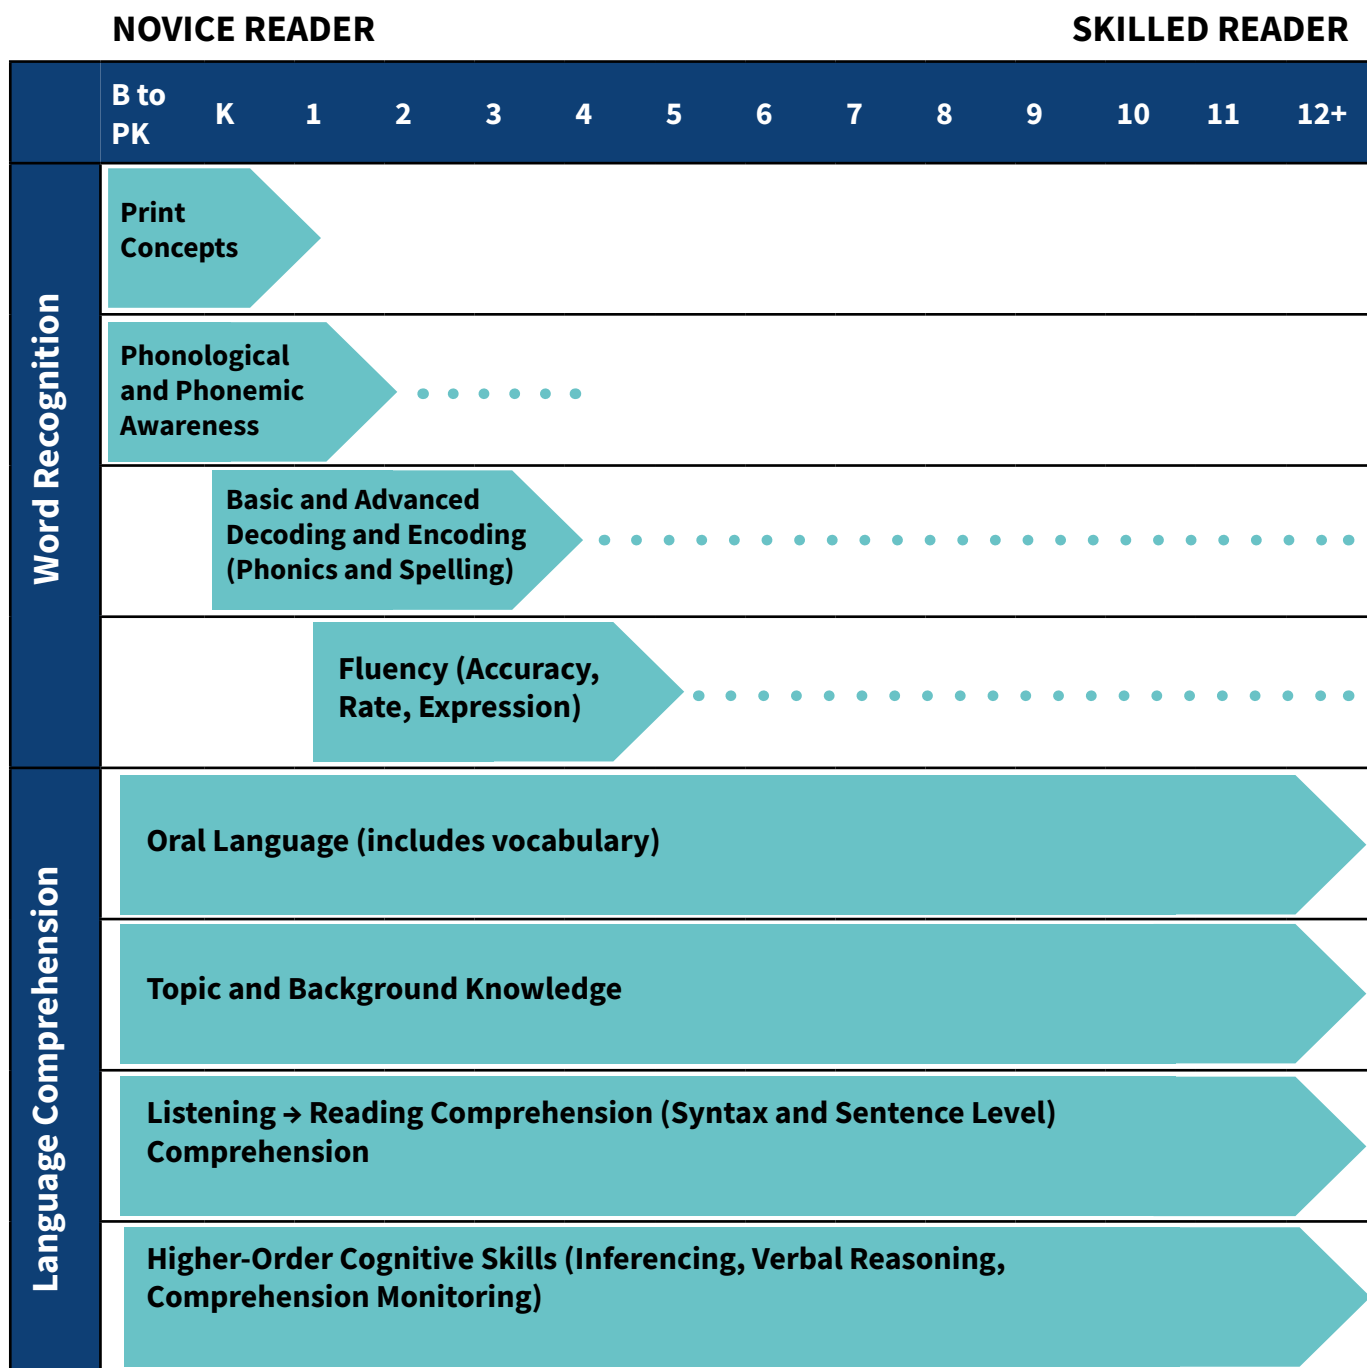 NOVICE READER SKILLED READER
B to PK K 1 2 3 4 5 6 7 8 9 10 11 12+
Word Recognition
Print
Concepts
Phonological
and Phonemic
Awareness
Basic and Advanced
Decoding and Encoding
(Phonics and Spelling)
Fluency (Accuracy,
Rate, Expression)
Language Comprehension
Oral Language (includes vocabulary)
Topic and Background Knowledge
Listening → Reading Comprehension (Syntax and Sentence Level)
Comprehension
Higher-Order Cognitive Skills (Inferencing, Verbal Reasoning,
Comprehension Monitoring)